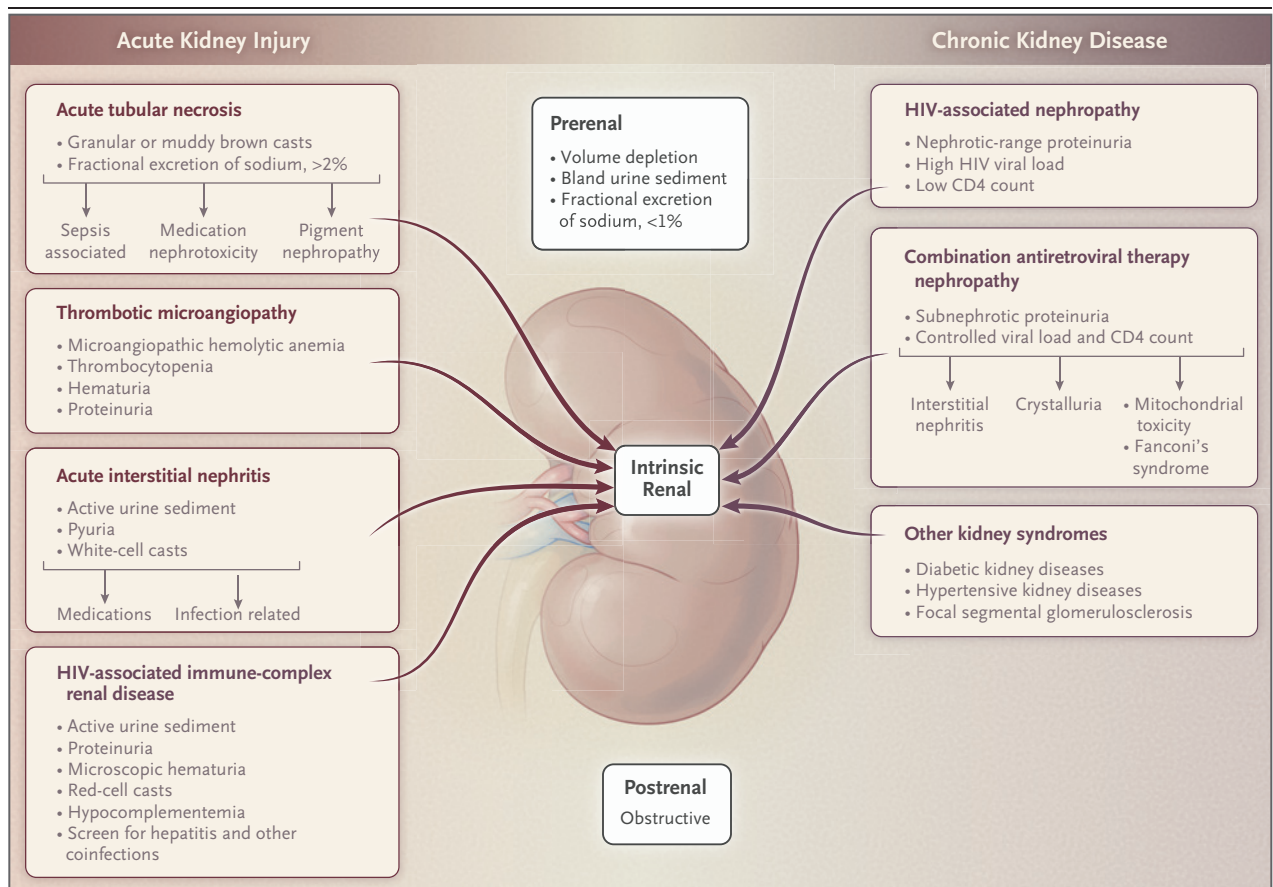 Acute Kidney Injury
Chronic Kidney Disease
Acute tubular necrosis
• Granular or muddy brown casts
• Fractional excretion of sodium, >2%
Sepsis
associated
Medication
nephrotoxicity
Pigment
nephropathy
Thrombotic microangiopathy
• Microangiopathic hemolytic anemia
• Thrombocytopenia
• Hematuria
• Proteinuria
Acute interstitial nephritis
• Active urine sediment
• Pyuria
• White-cell casts
Medications
Infection related
HIV-associated immune-complex
renal disease
• Active urine sediment
• Proteinuria
• Microscopic hematuria
• Red-cell casts
• Hypocomplementemia
• Screen for hepatitis and other
coinfections
Prerenal
• Volume depletion
• Bland urine sediment
• Fractional excretion
of sodium, <1%
Intrinsic
Renal
Postrenal
Obstructive
HIV-associated nephropathy
• Nephrotic-range proteinuria
• High HIV viral load
• Low CD4 count
Combination antiretroviral therapy
nephropathy
• Subnephrotic proteinuria
• Controlled viral load and CD4 count
Interstitial
nephritis
Crystalluria
• Mitochondrial
toxicity
• Fanconi's
syndrome
Other kidney syndromes
• Diabetic kidney diseases
• Hypertensive kidney diseases
• Focal segmental glomerulosclerosis